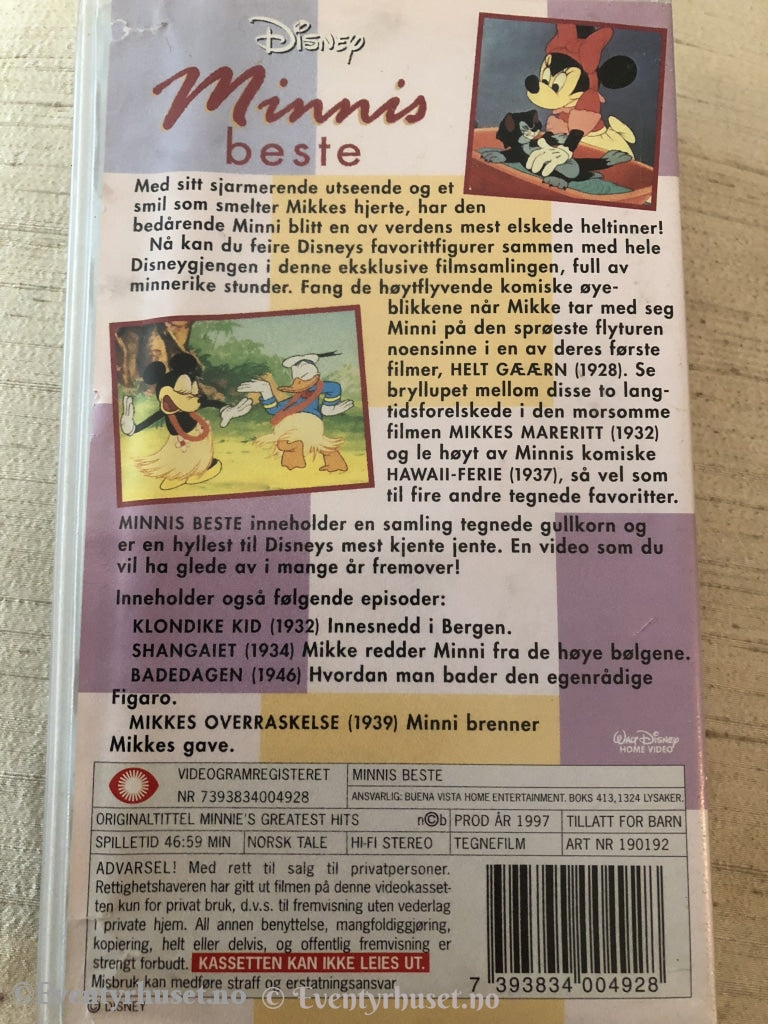 Disney
Minnis
beste
Med sitt sjarmerende utseende og et
smil som smelter Mikkes hjerte, har den
bedårende Minni blitt en av verdens mest elskede heltinner!
Nå kan du feire Disneys favorittfigurer sammen med hele
Disneygjengen i denne eksklusive filmsamlingen, full av
minnerike stunder. Fang de høytflyvende komiske øye-
blikkene når Mikke tar med seg
Minni på den sprøeste flyturen
noensinne i en av deres første
filmer, HELT GÆÆRN (1928). Se
bryllupet mellom disse to lang-
tidsforelskede i den morsomme
filmen MIKKES MARERITT (1932)
og le høyt av Minnis komiske
HAWAII-FERIE (1937), så vel som
til fire andre tegnede favoritter.
MINNIS BESTE inneholder en samling tegnede gullkorn og
er en hyllest til Disneys mest kjente jente. En video som du
vil ha glede av i mange år fremover!
Inneholder også følgende episoder:
KLONDIKE KID (1932) Innesnedd i Bergen.
SHANGAIET (1934) Mikke redder Minni fra de høye bølgene.
BADEDAGEN (1946) Hvordan man bader den egenrådige
Figaro.
MIKKES OVERRASKELSE (1939) Minni brenner
Mikkes gave.
Walt Disney
HOME VIDEO
VIDEOGRAMREGISTERET
NR 7393834004928
MINNIS BESTE
ANSVARLIG: BUENA VISTA HOME ENTERTAINMENT. BOKS 413, 1324 LYSAKER.
ORIGINALTITTEL MINNIE'S GREATEST HITS n©b PROD ÅR 1997 TILLATT FOR BARN
SPILLETID 46:59 MIN NORSK TALE HI-FI STEREO TEGNEFILM ART NR 190192
ADVARSEL! Med rett til salg til privatpersoner.
Rettighetshaveren har gitt ut filmen på denne videokasset-
ten kun for privat bruk, d.v.s. til fremvisning uten vederlag
i private hjem. All annen benyttelse, mangfoldiggjøring,
kopiering, helt eller delvis, og offentlig fremvisning er
strengt forbudt. KASSETTEN KAN IKKE LEIES UT.
Misbruk kan medføre straff og erstatningsansvar
7 393834 004928
© Eventyrhuset.no © Eventyrhuset.no
© DISNEY